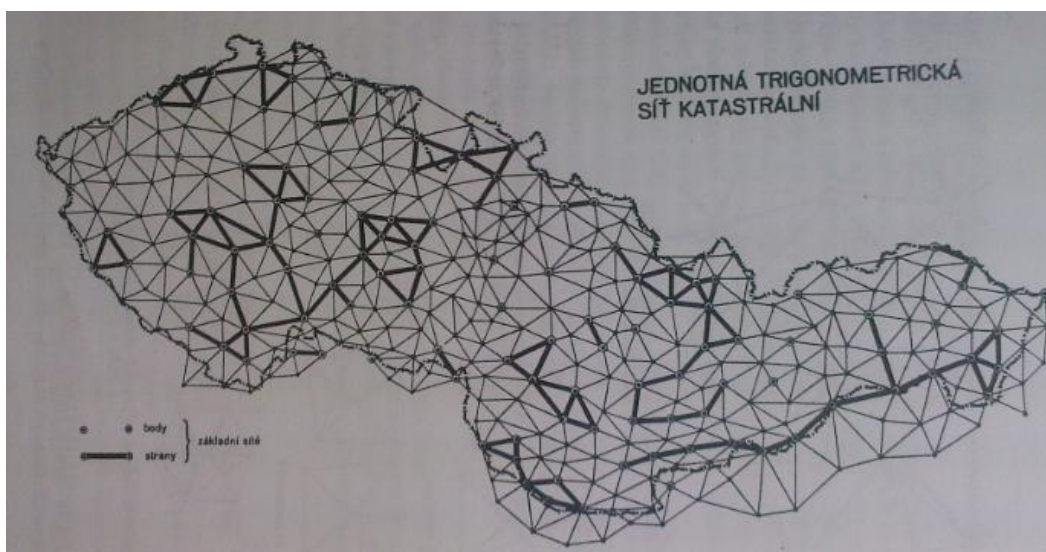 JEDNOTNÁ TRIGONOMETRICKÁ
SÍŤ KATASTRÁLNÍ
body
základní sítě
strany